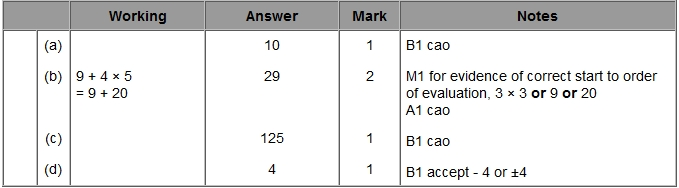 Working Answer Mark Notes
(a) 10 1 B1 cao
(b) 9 + 4 × 5 29 2 M1 for evidence of correct start to order
= 9 + 20 of evaluation, 3 × 3 or 9 or 20
A1 cao
(c) 125 1 B1 cao
(d) 4 1 B1 accept - 4 or ±4